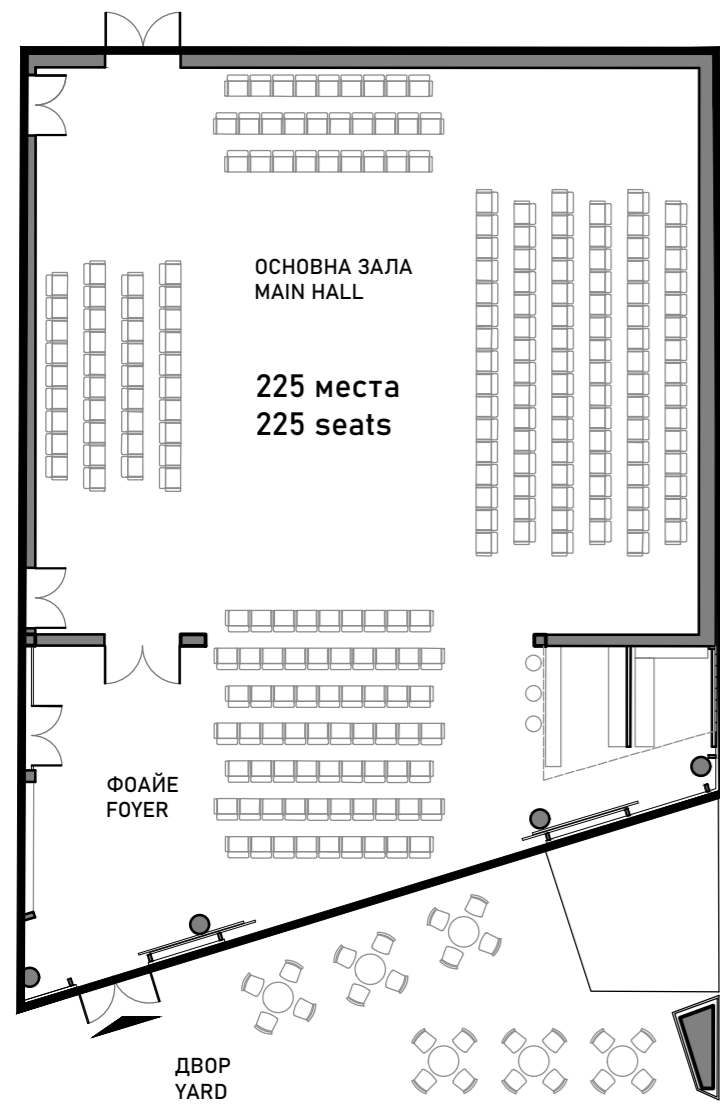 ОСНОВНА ЗАЛА
MAIN HALL
225 места
225 seats
ФОАЙЕ
FOYER
ДВОР
YARD